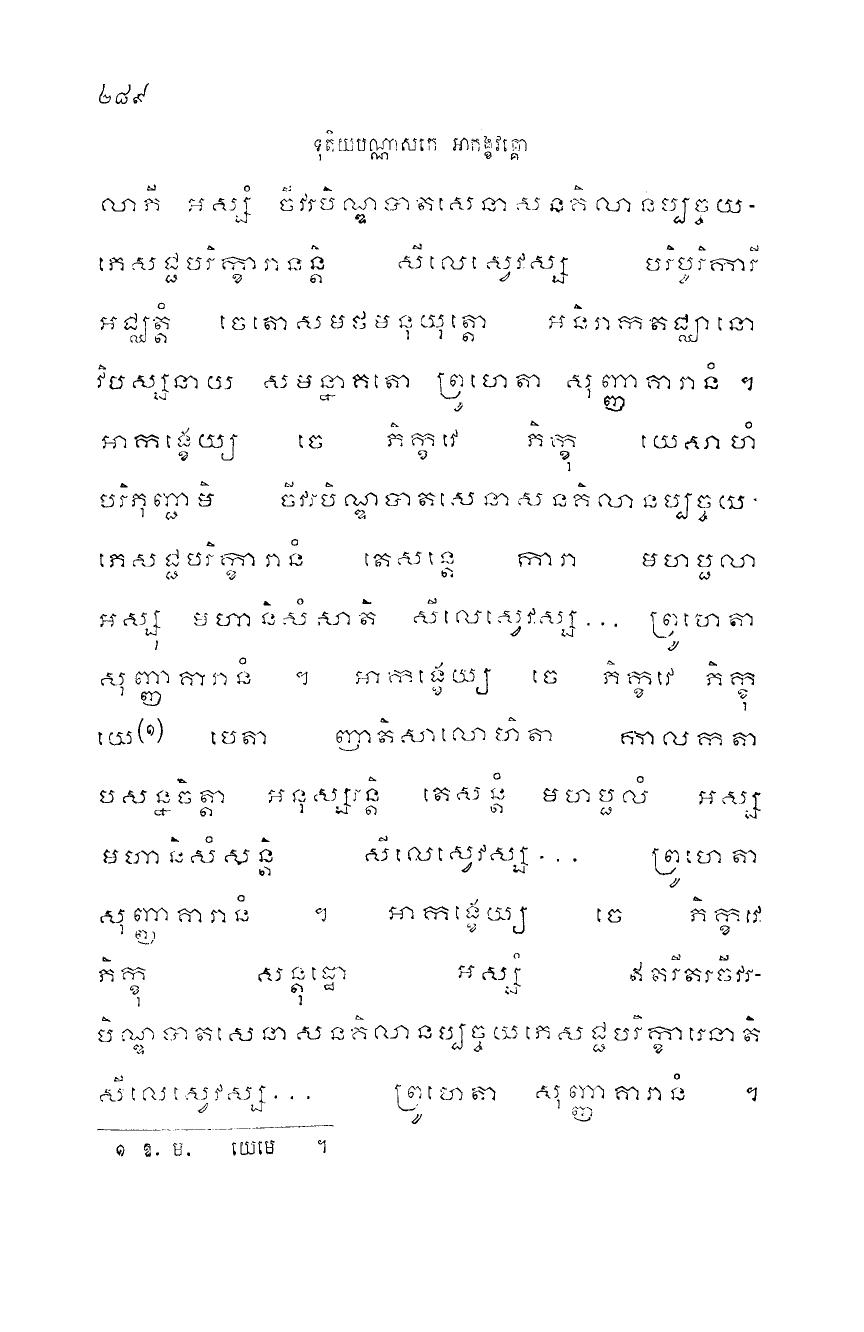 ២៨៩
ទុតិយបណ្ណាសកេ អាកង្ខវគ្គោ
លាភី អស្សំ ចីវរបិណ្ឌបាតសេនាសនគិលានប្បច្ចយ-
ភេសជ្ជបរិក្ខារានន្តិ សីលេស្វេវស្ស បរិបូរិការី
អជ្ឈត្តំ ចេតោសមថមនុយុត្តោ អនិរាកតជ្ឈានោ
វិបស្សនាយ សមន្នាគតោ ព្រូហេតា សុញ្ញាគារានំ ។
អាកង្ខេយ្យ ចេ ភិក្ខវេ ភិក្ខុ យេសាហំ
បរិភុញ្ជាមិ ចីវរបិណ្ឌបាតសេនាសនគិលានប្បច្ចយ-
ភេសជ្ជបរិក្ខារានំ តេសន្តេ ការា មហប្ផលា
អស្សុ មហានិសំសាតិ សីលេស្វេវស្ស... ព្រូហេតា
សុញ្ញាគារានំ ។ អាកង្ខេយ្យ ចេ ភិក្ខវេ ភិក្ខុ
យេ(១) បេតា ញាតិសាលោហិតា កាលកតា
បសន្នចិត្តា អនុស្សរន្តិ តេសន្តំ មហប្ផលំ អស្ស
មហានិសំសន្តិ សីលេស្វេវស្ស... ព្រូហេតា
សុញ្ញាគារានំ ។ អាកង្ខេយ្យ ចេ ភិក្ខវេ
ភិក្ខុ សន្តុដ្ឋោ អស្សំ ឥតរីតរចីវរ-
បិណ្ឌបាតសេនាសនគិលានប្បច្ចយភេសជ្ជបរិក្ខារេនាតិ
សីលេស្វេវស្ស... ព្រូហេតា សុញ្ញាគារានំ ។
១ ឱ. ម. យេមេ ។